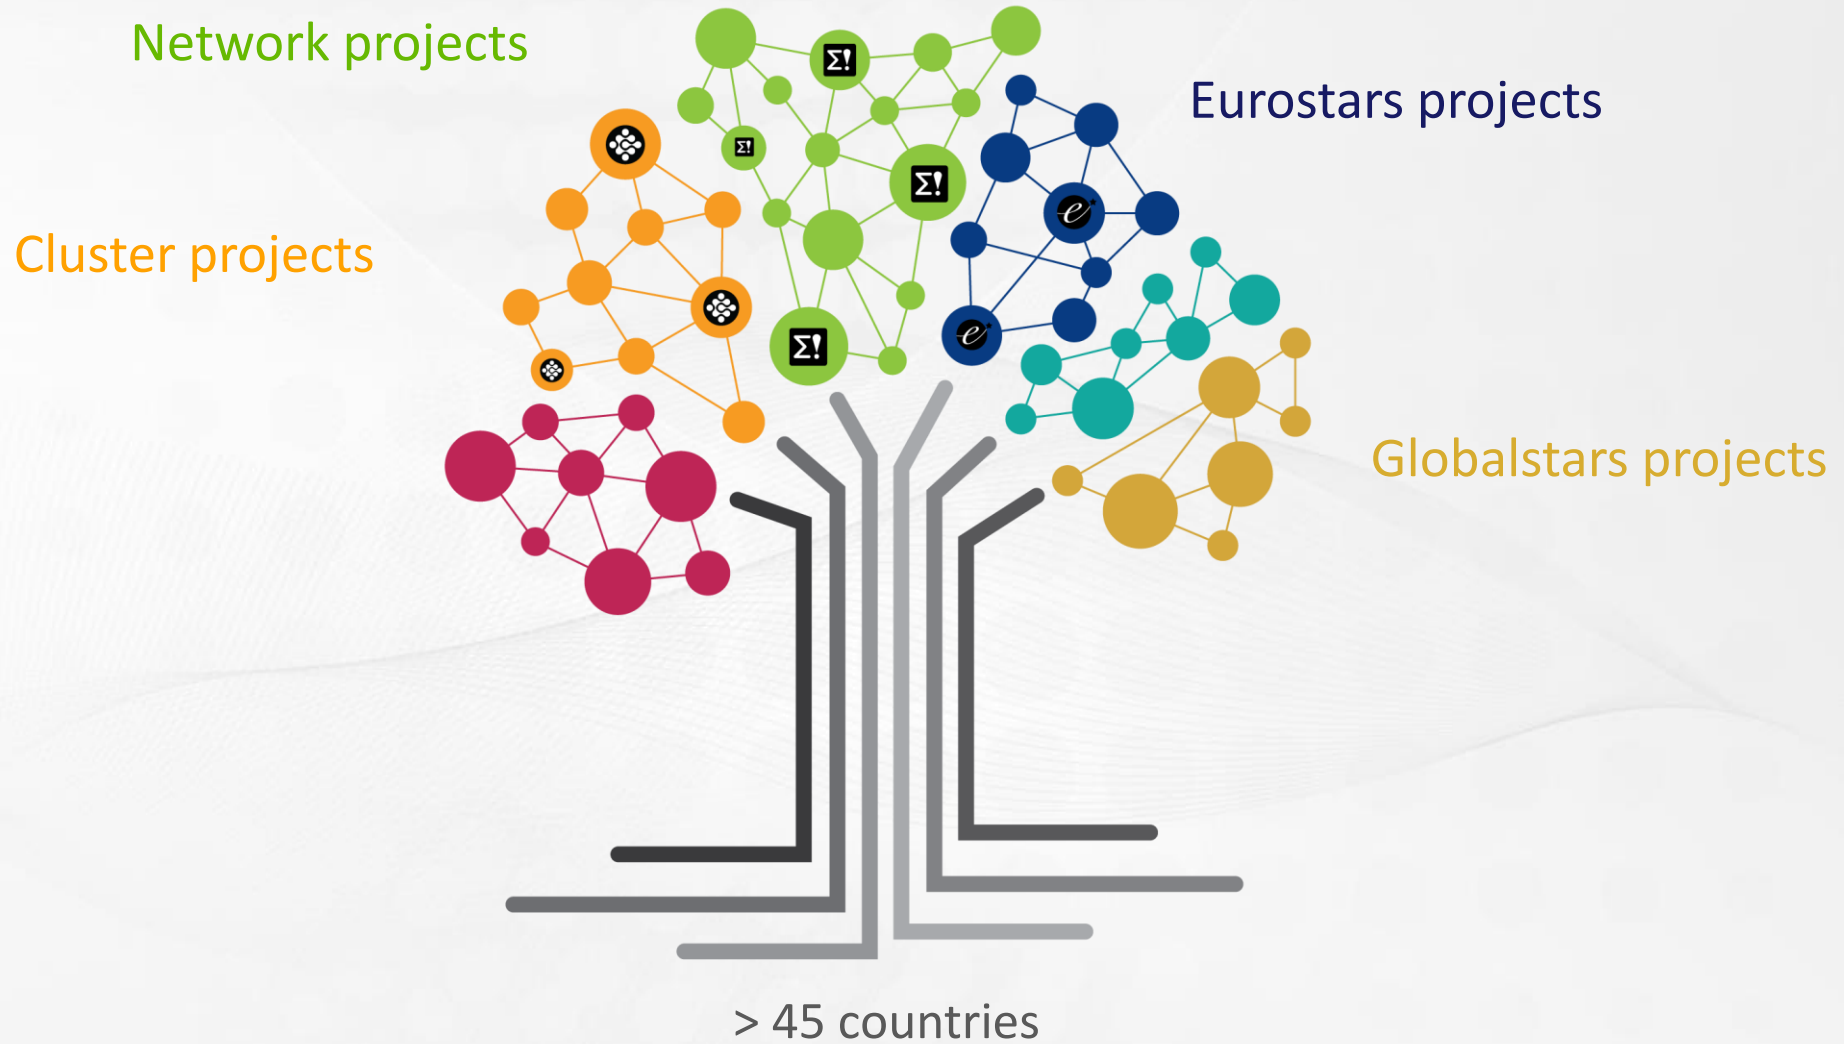 Network projects
Σ!
Eurostars projects
Σ!
Σ!
e*
Cluster projects
e*
Σ!
Globalstars projects
> 45 countries